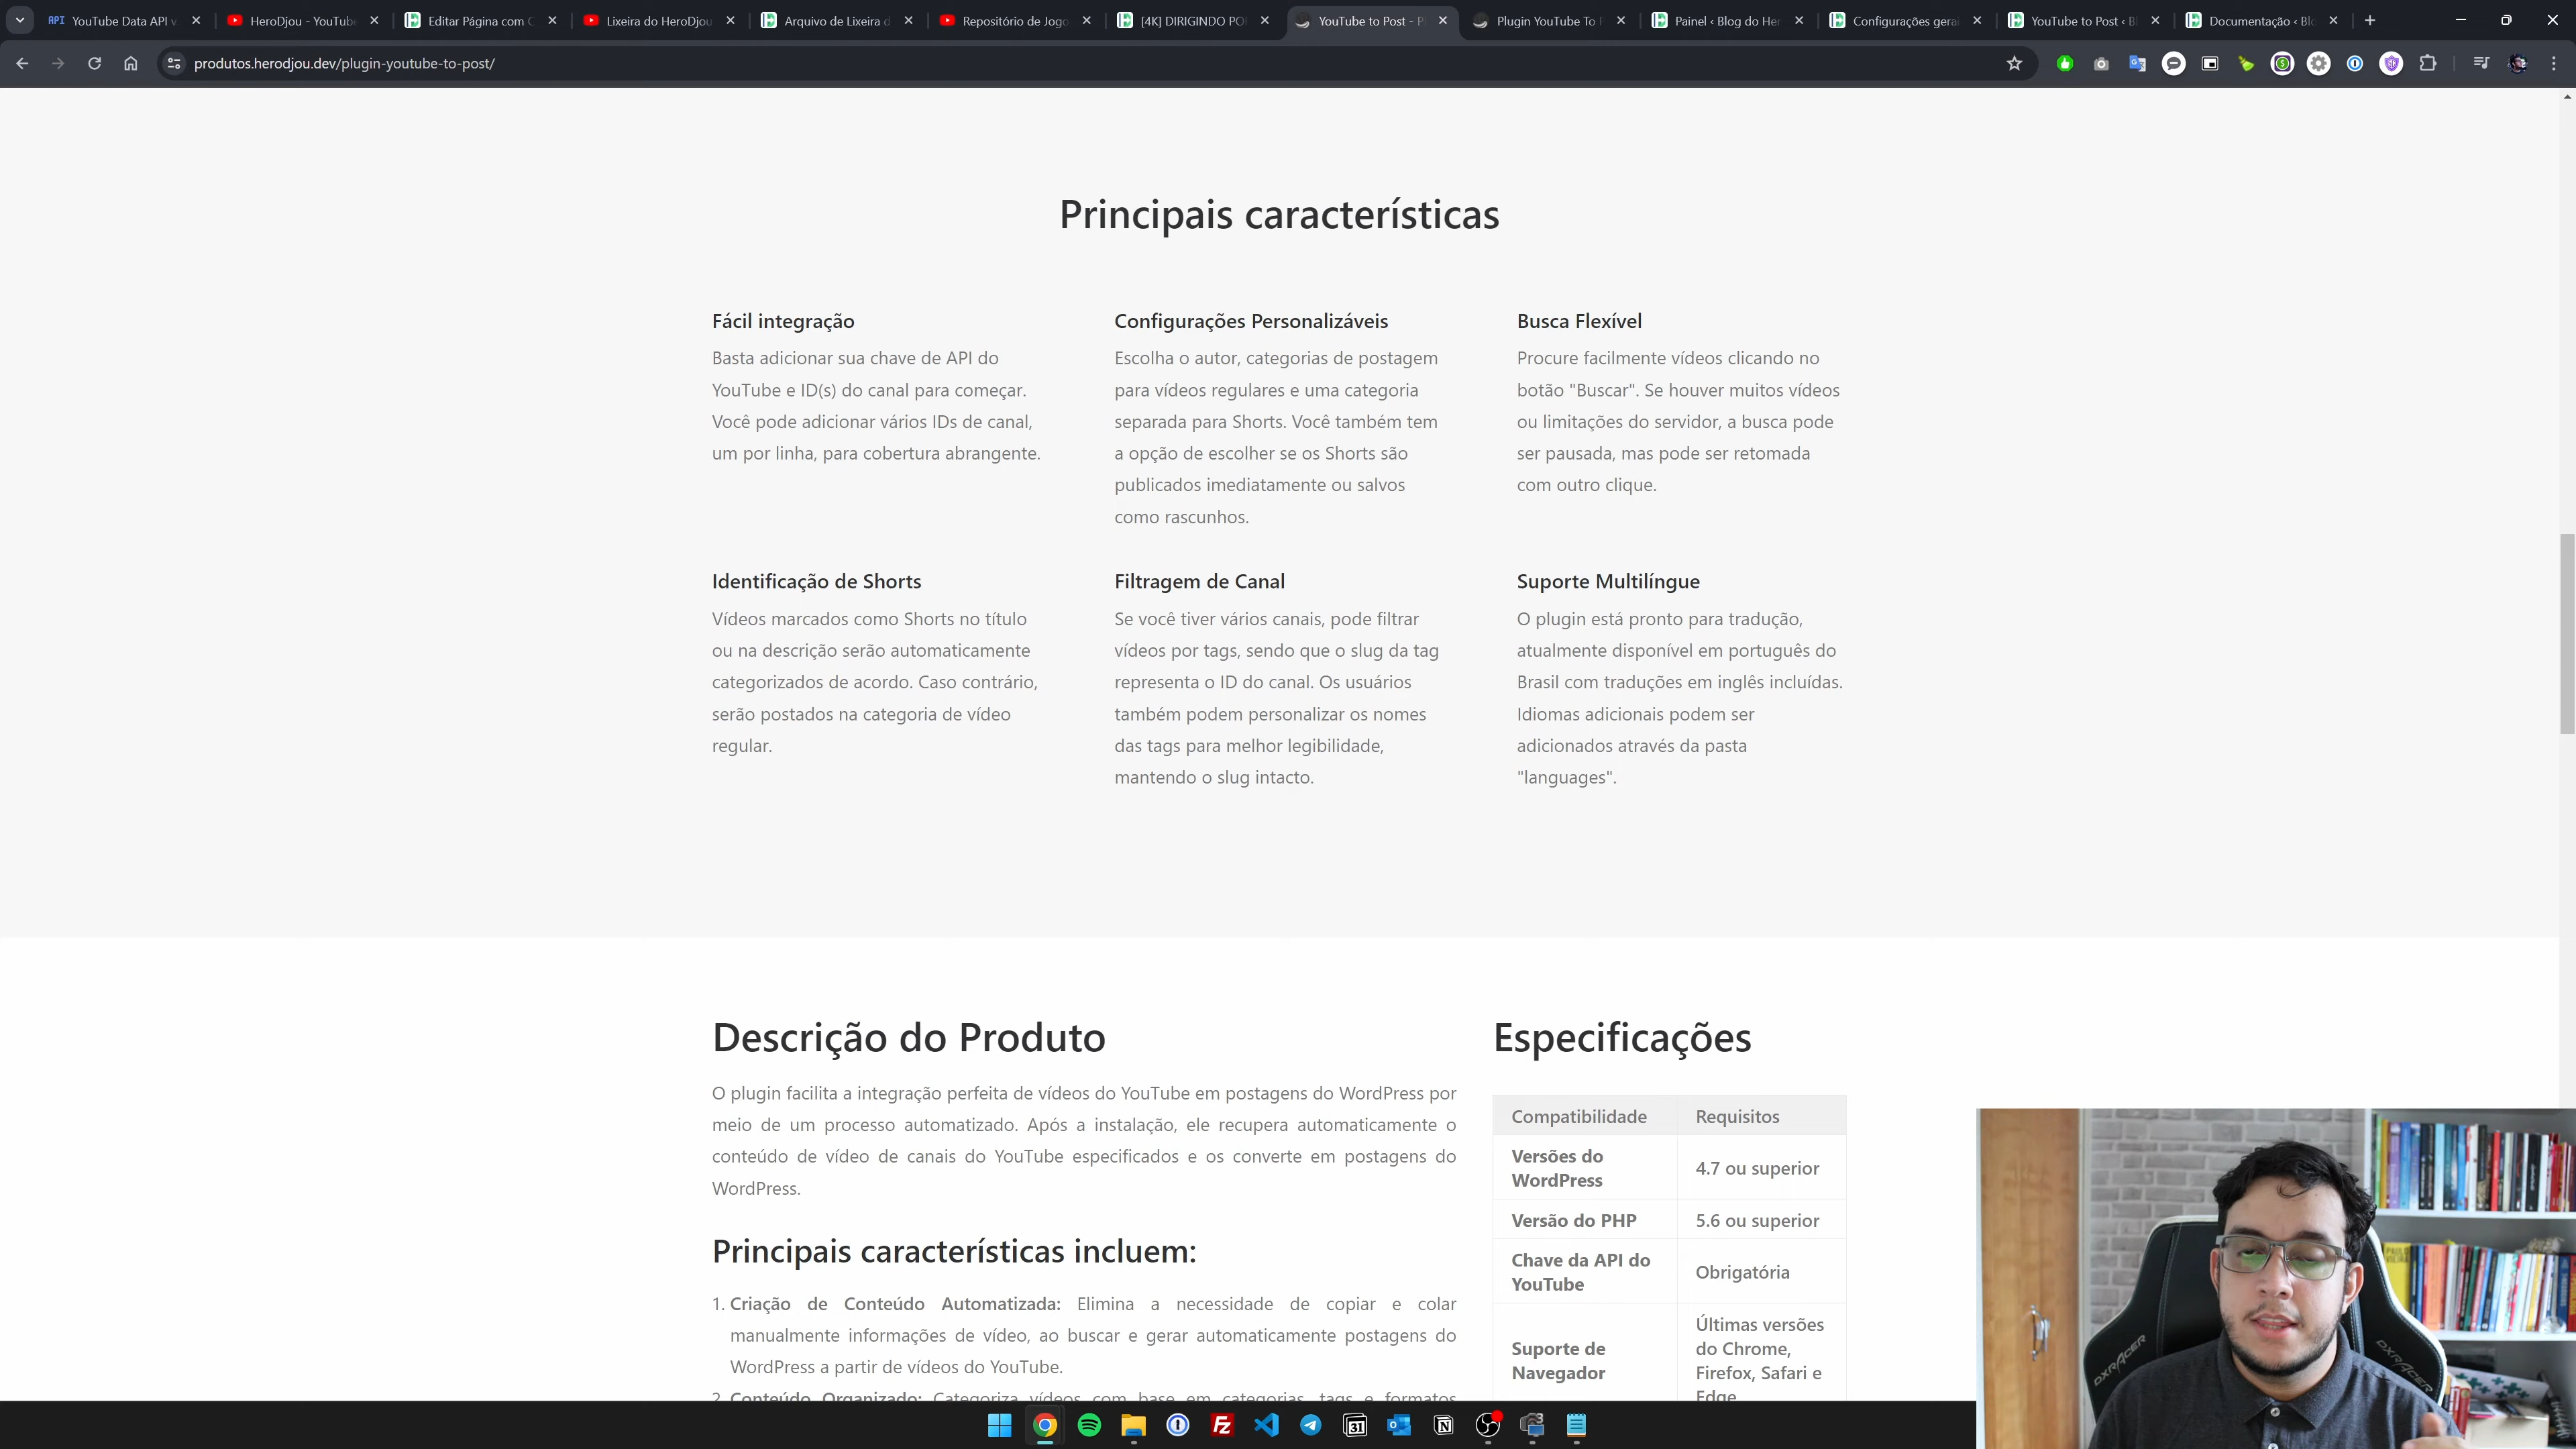 YouTube Data API v
HeroDjou - YouTube
Editar Página com C
Lixeira do HeroDjou
Arquivo de Lixeira d
Repositório de Jogo
[4K] DIRIGINDO PO
YouTube to Post - P
Plugin YouTube To P
Painel ‹ Blog do Her
Configurações gerai
YouTube to Post ‹ Bl
Documentação ‹ Blo
produtos.herodjou.dev/plugin-youtube-to-post/
Principais características
Fácil integração
Basta adicionar sua chave de API do
YouTube e ID(s) do canal para começar.
Você pode adicionar vários IDs de canal,
um por linha, para cobertura abrangente.
Configurações Personalizáveis
Escolha o autor, categorias de postagem
para vídeos regulares e uma categoria
separada para Shorts. Você também tem
a opção de escolher se os Shorts são
publicados imediatamente ou salvos
como rascunhos.
Busca Flexível
Procure facilmente vídeos clicando no
botão "Buscar". Se houver muitos vídeos
ou limitações do servidor, a busca pode
ser pausada, mas pode ser retomada
com outro clique.
Identificação de Shorts
Vídeos marcados como Shorts no título
ou na descrição serão automaticamente
categorizados de acordo. Caso contrário,
serão postados na categoria de vídeo
regular.
Filtragem de Canal
Se você tiver vários canais, pode filtrar
vídeos por tags, sendo que o slug da tag
representa o ID do canal. Os usuários
também podem personalizar os nomes
das tags para melhor legibilidade,
mantendo o slug intacto.
Suporte Multilíngue
O plugin está pronto para tradução,
atualmente disponível em português do
Brasil com traduções em inglês incluídas.
Idiomas adicionais podem ser
adicionados através da pasta
"languages".
Descrição do Produto
O plugin facilita a integração perfeita de vídeos do YouTube em postagens do WordPress por
meio de um processo automatizado. Após a instalação, ele recupera automaticamente o
conteúdo de vídeo de canais do YouTube especificados e os converte em postagens do
WordPress.
Principais características incluem:
1. Criação de Conteúdo Automatizada: Elimina a necessidade de copiar e colar
manualmente informações de vídeo, ao buscar e gerar automaticamente postagens do
WordPress a partir de vídeos do YouTube.
2. Conteúdo Organizado: Categoriza vídeos com base em categorias, tags e formatos
Especificações
Compatibilidade Requisitos
Versões do
WordPress
4.7 ou superior
Versão do PHP 5.6 ou superior
Chave da API do
YouTube
Obrigatória
Suporte de
Navegador
Últimas versões
do Chrome,
Firefox, Safari e
Edge
DXRACER
DXRACER